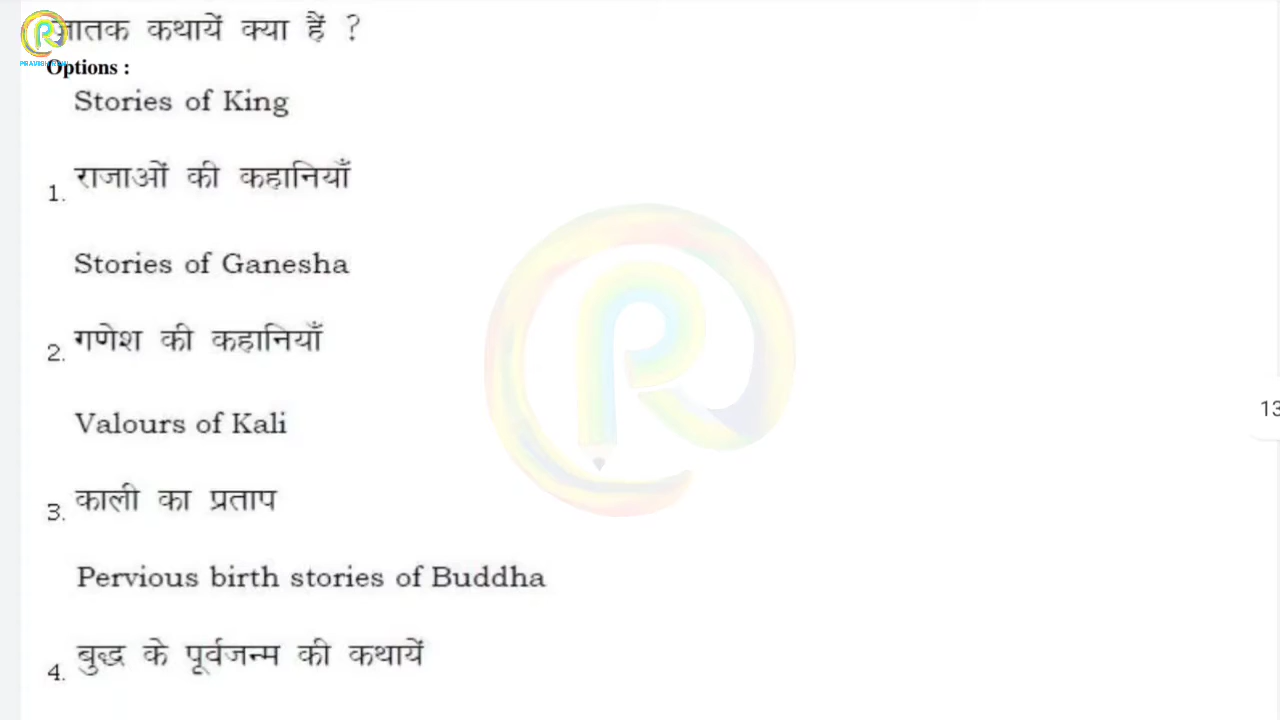 जातक कथायें क्या हैं ?
Options :
Stories of King
1. राजाओं की कहानियाँ
Stories of Ganesha
2. गणेश की कहानियाँ
Valours of Kali
3. काली का प्रताप
Pervious birth stories of Buddha
4. बुद्ध के पूर्वजन्म की कथायें
13